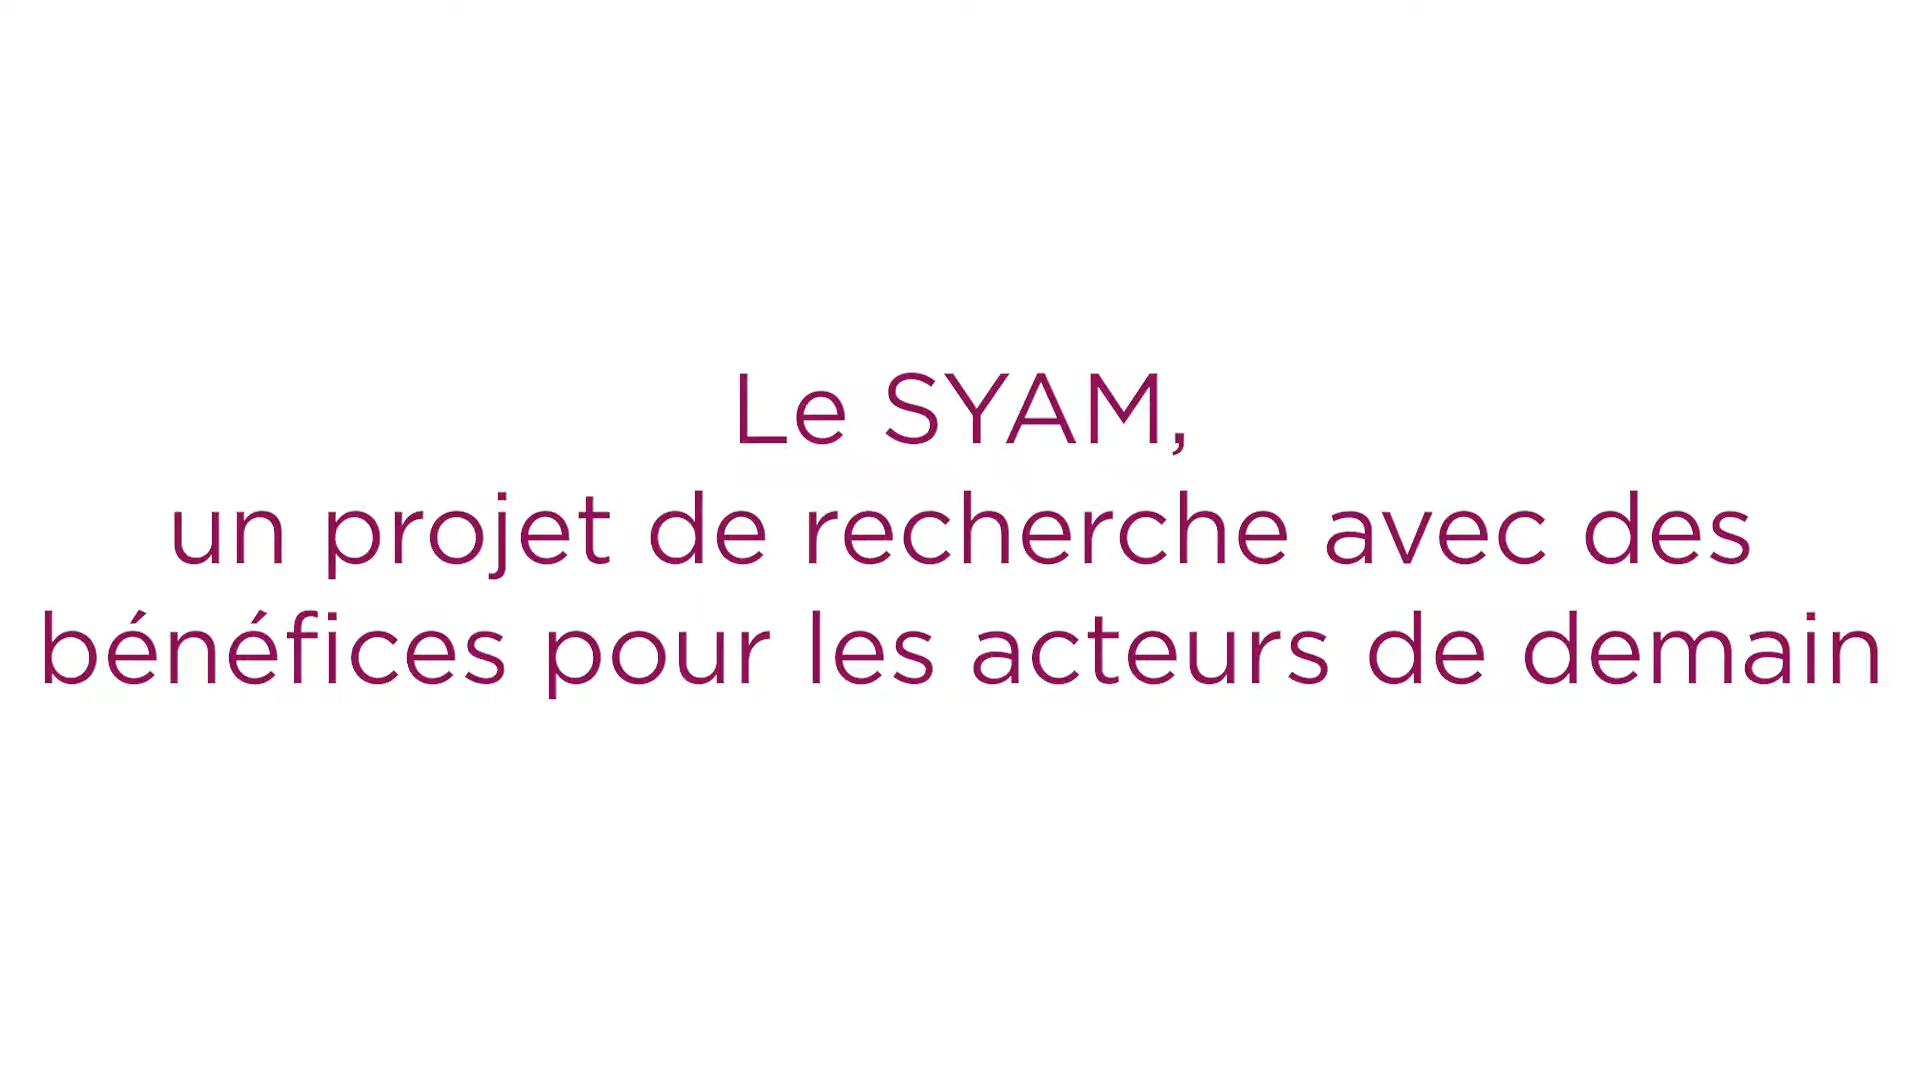 Le SYAM,
un projet de recherche avec des
bénéfices pour les acteurs de demain